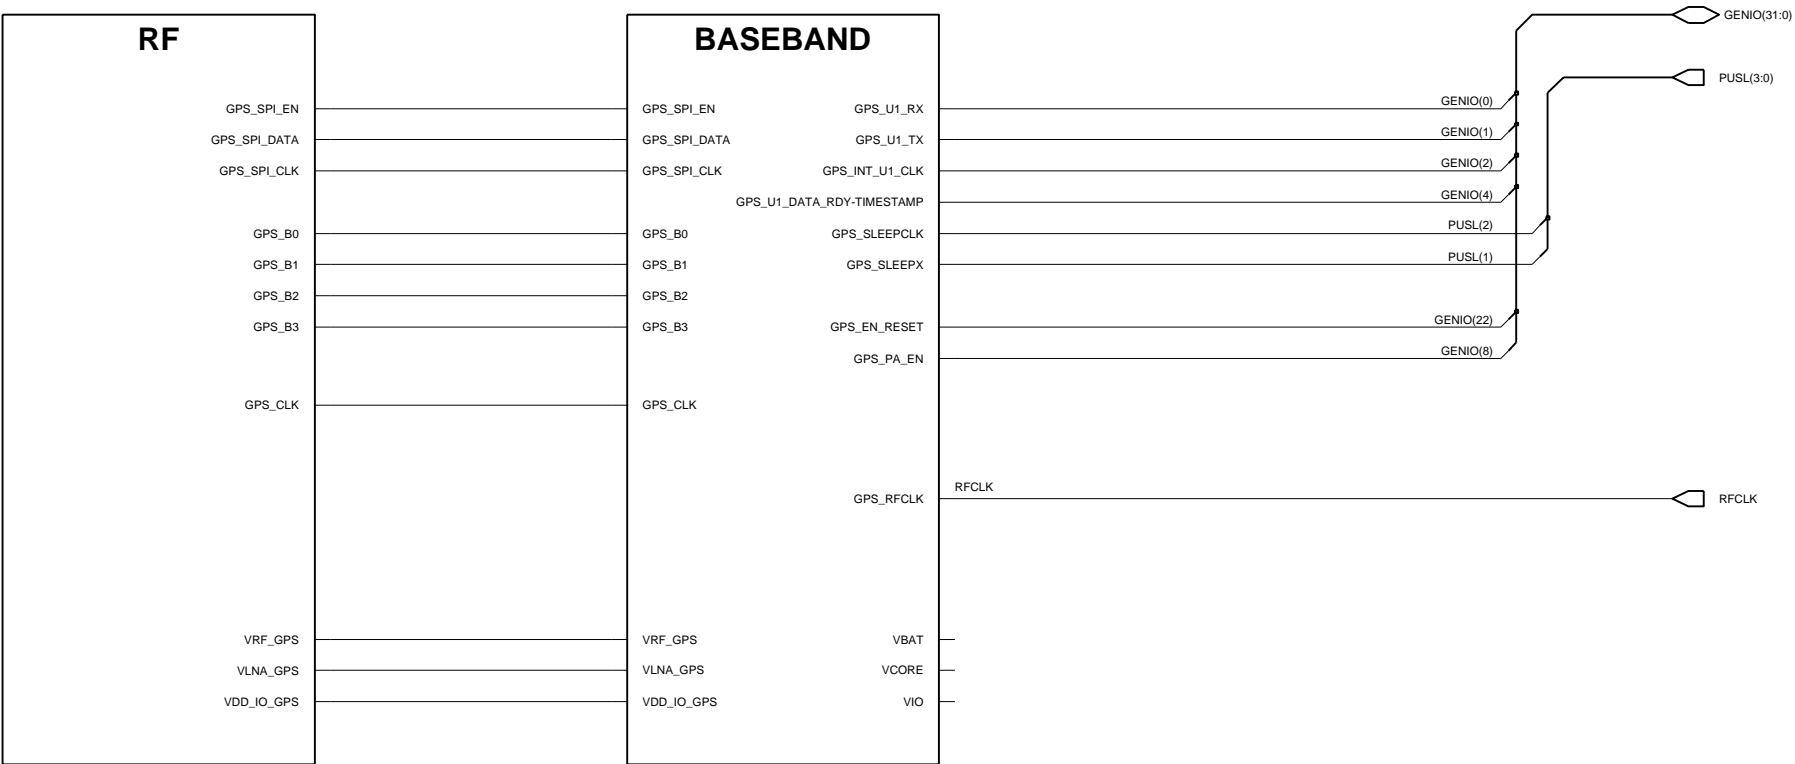 RF
BASEBAND
GENIO(31:0)
PUSL(3:0)
GPS_SPI_EN
GPS_SPI_EN
GPS_U1_RX
GENIO(0)
GPS_SPI_DATA
GPS_SPI_DATA
GPS_U1_TX
GENIO(1)
GPS_SPI_CLK
GPS_SPI_CLK
GPS_INT_U1_CLK
GENIO(2)
GPS_U1_DATA_RDY-TIMESTAMP
GENIO(4)
GPS_B0
GPS_B0
GPS_SLEEPCLK
PUSL(2)
GPS_B1
GPS_B1
GPS_SLEEPX
PUSL(1)
GPS_B2
GPS_B2
GPS_B3
GPS_B3
GPS_EN_RESET
GENIO(22)
GPS_PA_EN
GENIO(8)
GPS_CLK
GPS_CLK
GPS_RFCLK
RFCLK
RFCLK
VRF_GPS
VRF_GPS
VBAT
VLNA_GPS
VLNA_GPS
VCORE
VDD_IO_GPS
VDD_IO_GPS
VIO